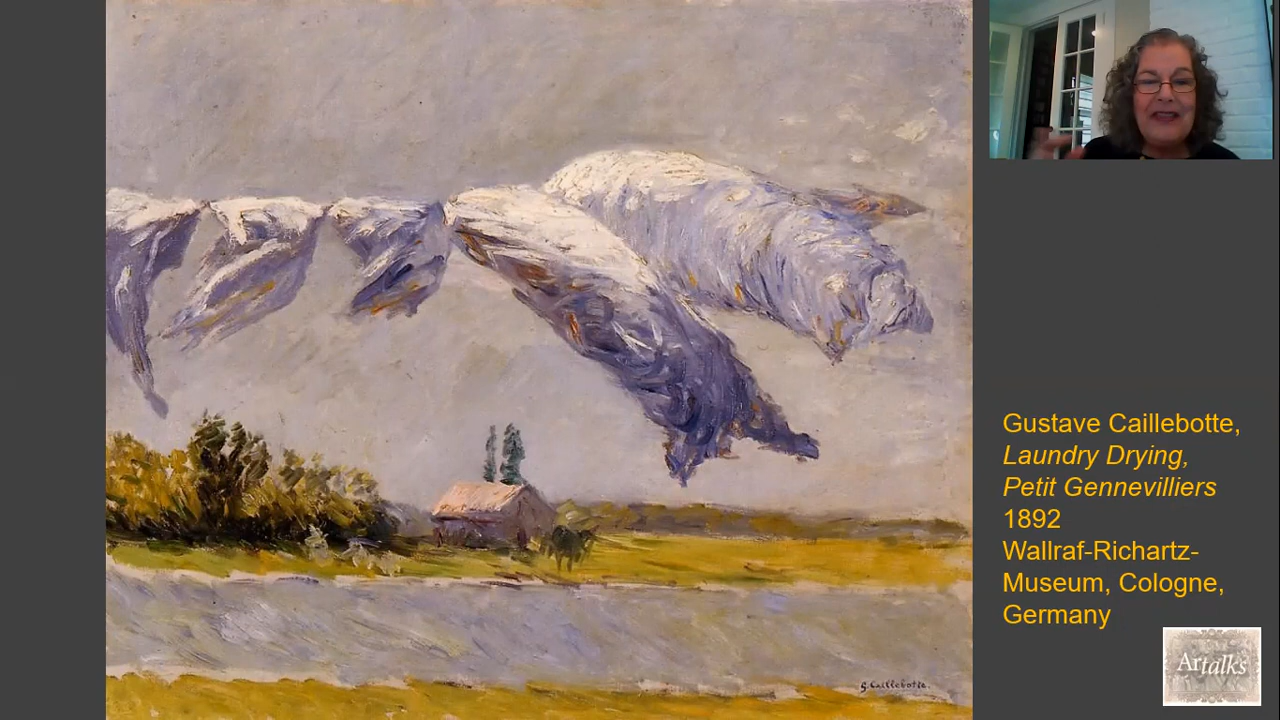 Gustave Caillebotte,
Laundry Drying,
Petit Gennevilliers
1892
Wallraf-Richartz-
Museum, Cologne,
Germany
Artalks
G. Caillebotte.